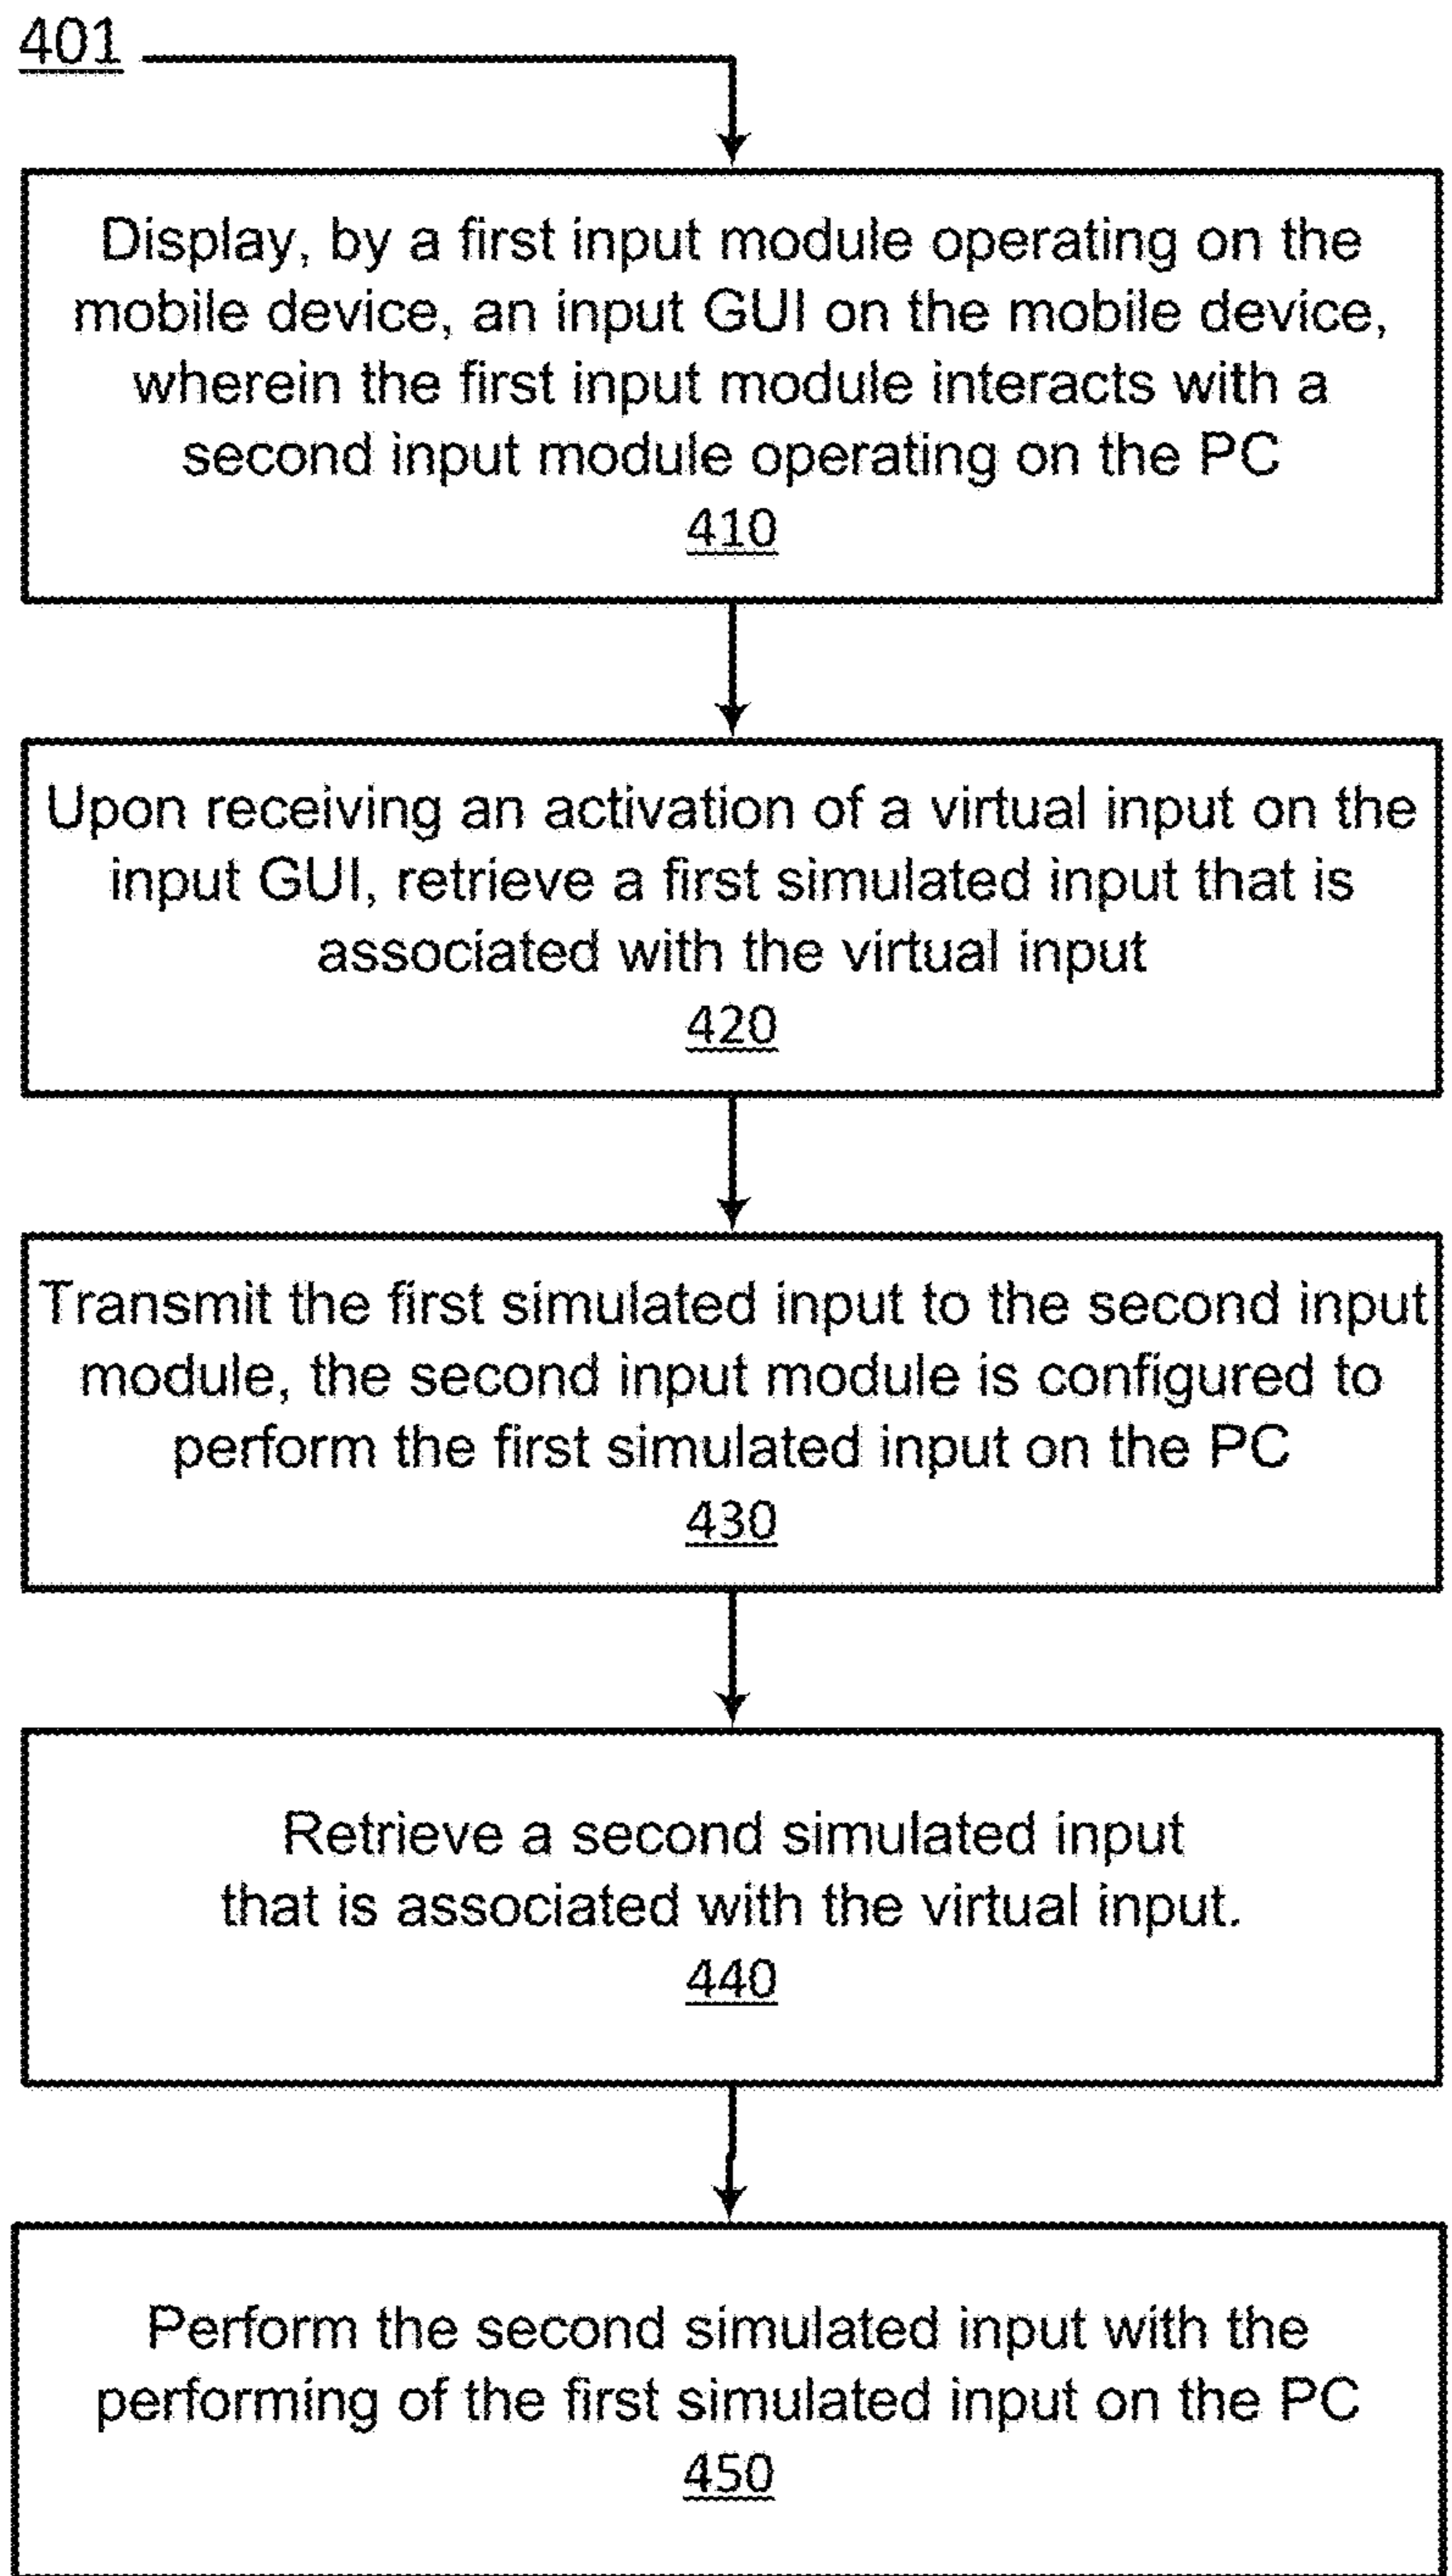 401
Display, by a first input module operating on the
mobile device, an input GUI on the mobile device,
wherein the first input module interacts with a
second input module operating on the PC
410
Upon receiving an activation of a virtual input on the
input GUI, retrieve a first simulated input that is
associated with the virtual input
420
Transmit the first simulated input to the second input
module, the second input module is configured to
perform the first simulated input on the PC
430
Retrieve a second simulated input
that is associated with the virtual input.
440
Perform the second simulated input with the
performing of the first simulated input on the PC
450